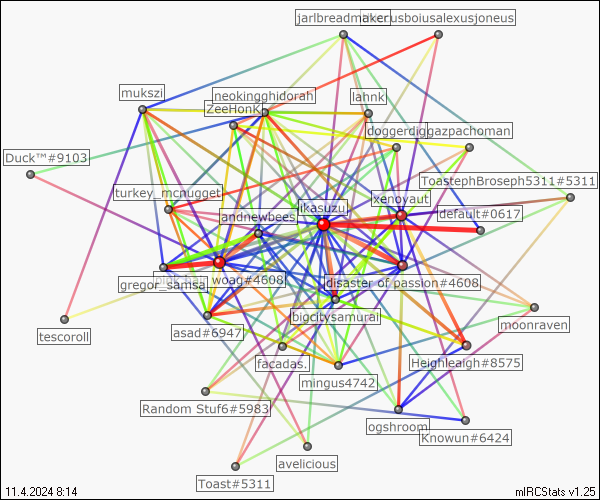 jarlbreadmaker
mukszi
neokingghidorah
ZeeHonK
lahnk
doggerdiggazpachoman
Duck™#9103
ToastephBroseph5311#5311
turkey_mcnugget
xenoyaut
ikasuzu
default#0617
andnewbees
gregor_samsa
woag#4608
disaster of passion#4608
bigcitysamurai
moonraven
tescoroll
asad#6947
facadas.
Heighleaigh#8575
mingus4742
Random Stuf6#5983
ogshroom
Knowun#6424
avelicious
Toast#5311
11.4.2024 8:14
mIRCStats v1.25